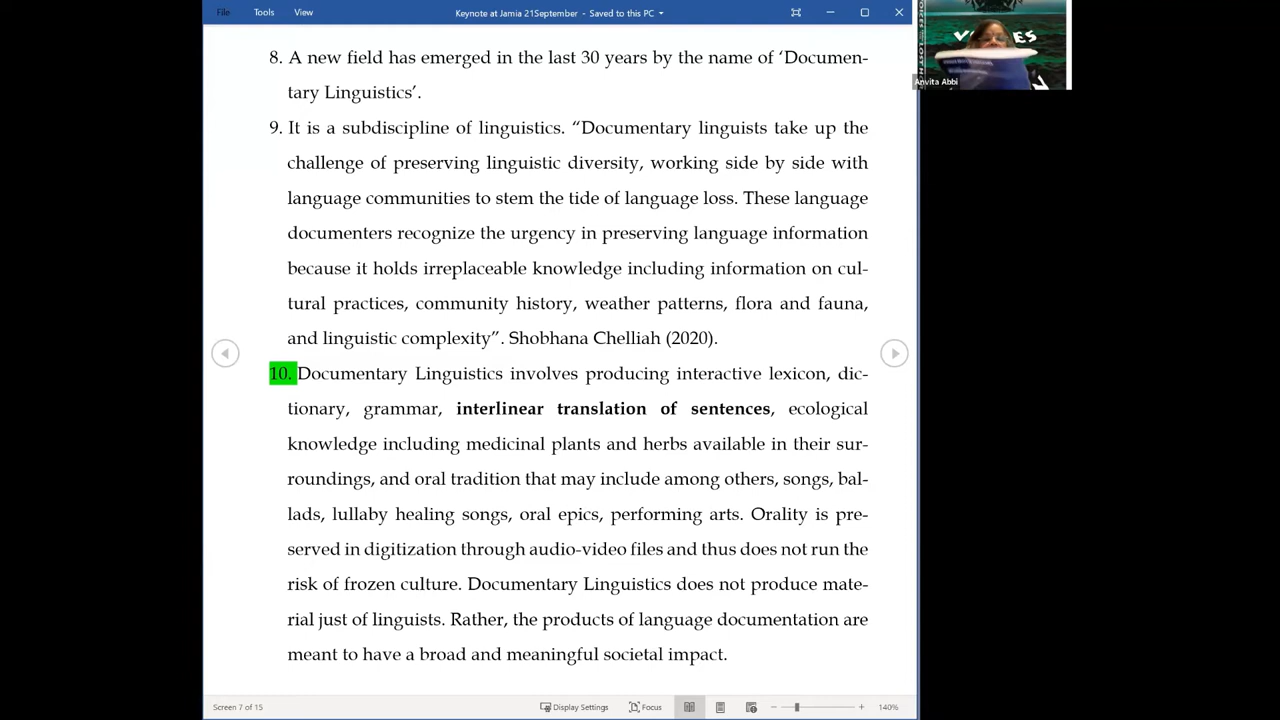 File Tools View Keynote at Jamia 21September - Saved to this PC
8. A new field has emerged in the last 30 years by the name of ‘Documen-
tary Linguistics’.
9. It is a subdiscipline of linguistics. “Documentary linguists take up the
challenge of preserving linguistic diversity, working side by side with
language communities to stem the tide of language loss. These language
documenters recognize the urgency in preserving language information
because it holds irreplaceable knowledge including information on cul-
tural practices, community history, weather patterns, flora and fauna,
and linguistic complexity”. Shobhana Chelliah (2020).
10. Documentary Linguistics involves producing interactive lexicon, dic-
tionary, grammar, interlinear translation of sentences, ecological
knowledge including medicinal plants and herbs available in their sur-
roundings, and oral tradition that may include among others, songs, bal-
lads, lullaby healing songs, oral epics, performing arts. Orality is pre-
served in digitization through audio-video files and thus does not run the
risk of frozen culture. Documentary Linguistics does not produce mate-
rial just of linguists. Rather, the products of language documentation are
meant to have a broad and meaningful societal impact.
Screen 7 of 15 Display Settings Focus 140%
Anvita Abbi